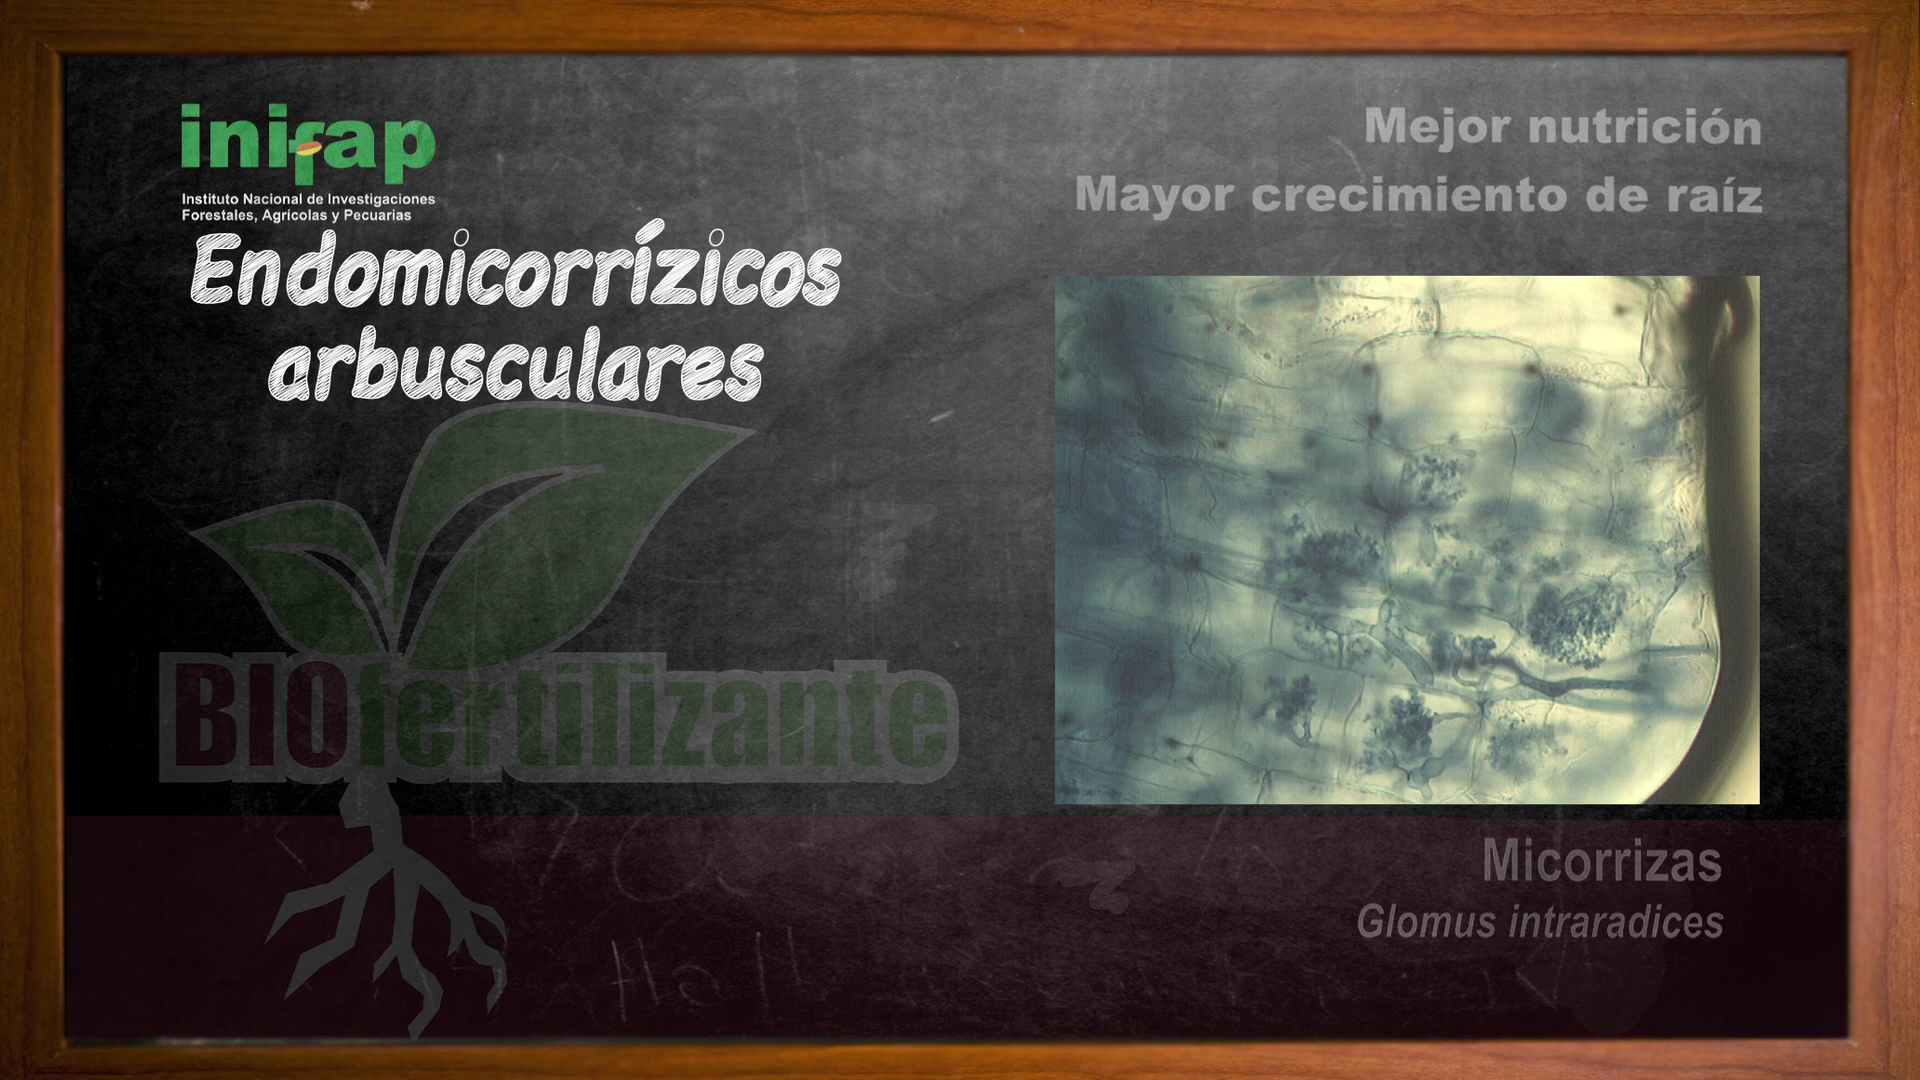 inifap
Instituto Nacional de Investigaciones
Forestales, Agrícolas y Pecuarias
Endomicorrízicos
arbusculares
BIOfertilizante
Mejor nutrición
Mayor crecimiento de raíz
Micorrizas
Glomus intraradices